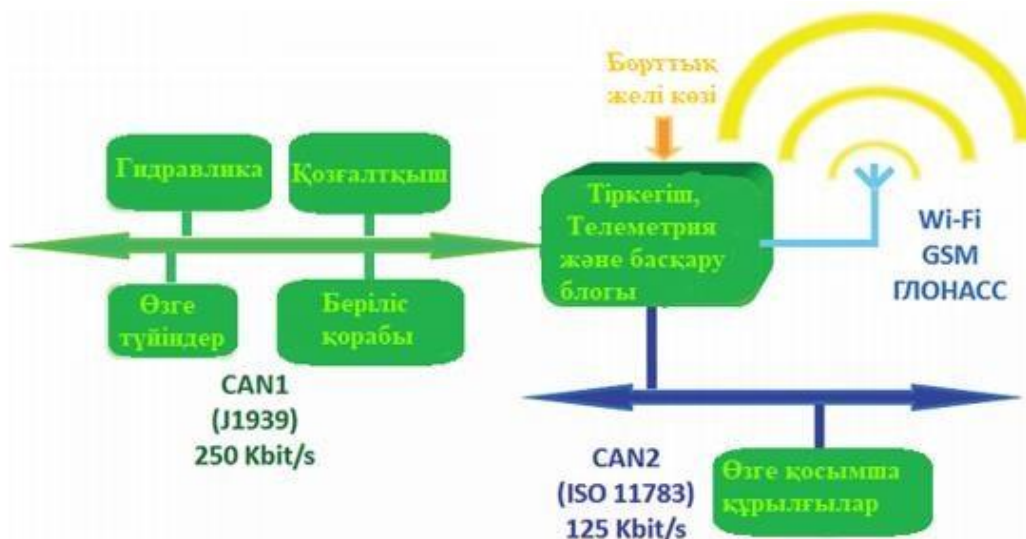 Борттық
желі көзі
Гидравлика
Қозғалтқыш
Тіркегіш,
Телеметрия
және басқару
блогы
Wi-Fi
GSM
ГЛОНАСС
Өзге
түйіндер
Беріліс
қорабы
CAN1
(J1939)
250 Kbit/s
CAN2
(ISO 11783)
125 Kbit/s
Өзге қосымша
құрылғылар